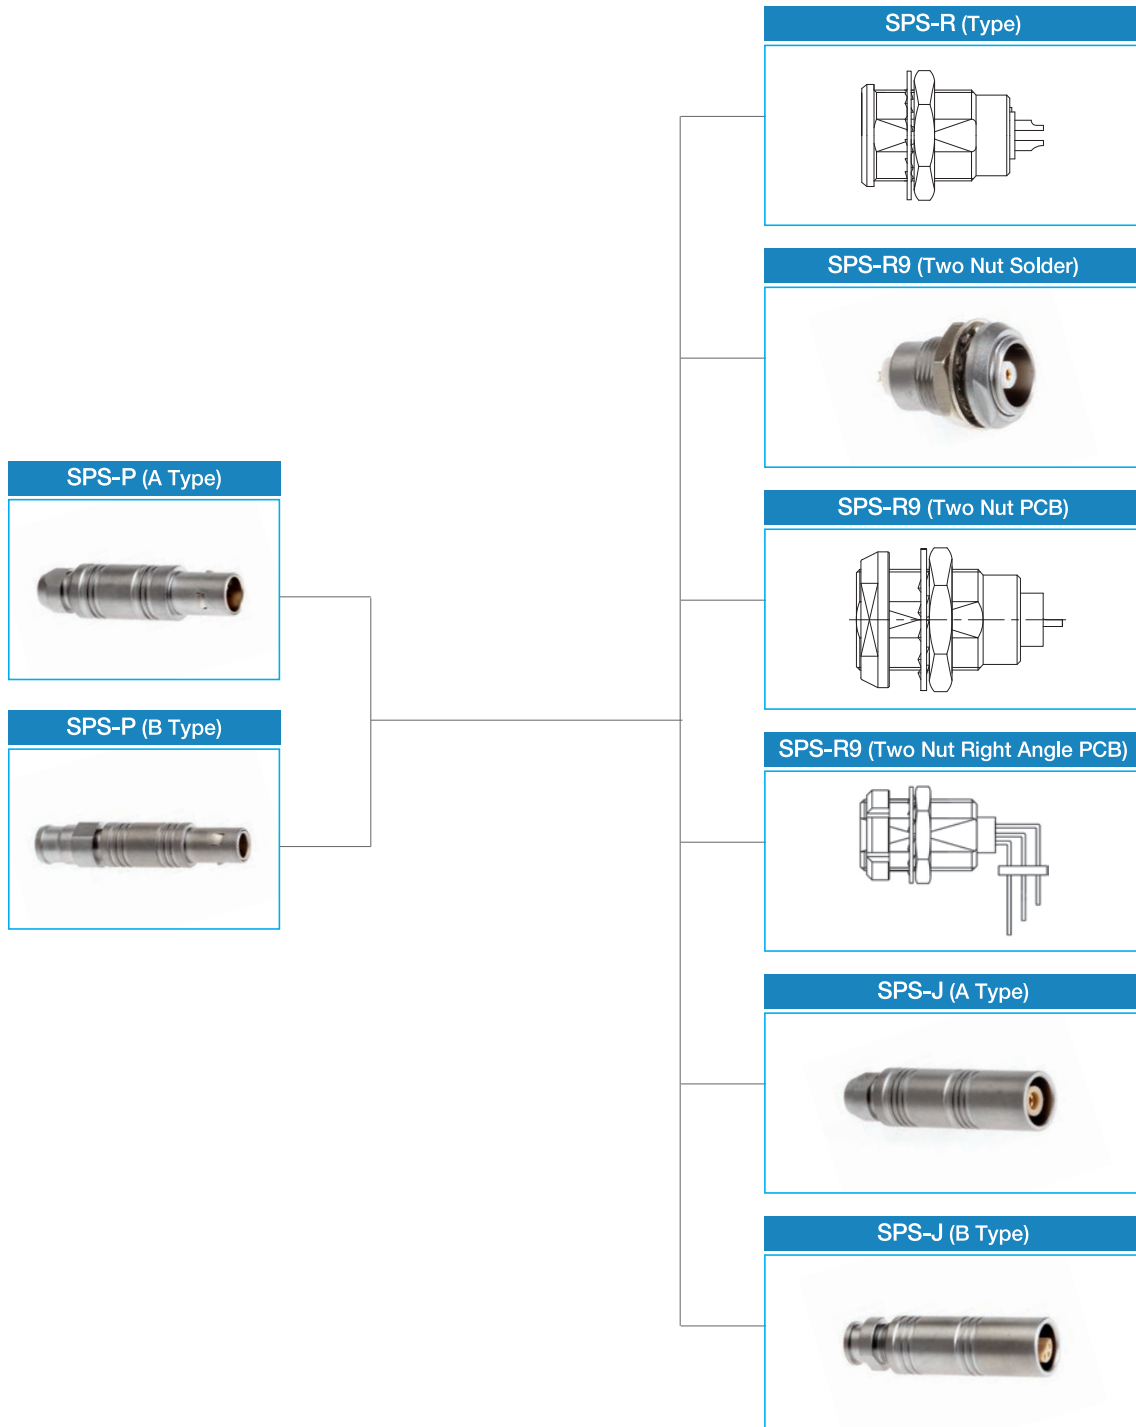 SPS-R (Type)
SPS-R9 (Two Nut Solder)
SPS-P (A Type)
SPS-R9 (Two Nut PCB)
SPS-P (B Type)
SPS-R9 (Two Nut Right Angle PCB)
SPS-J (A Type)
SPS-J (B Type)